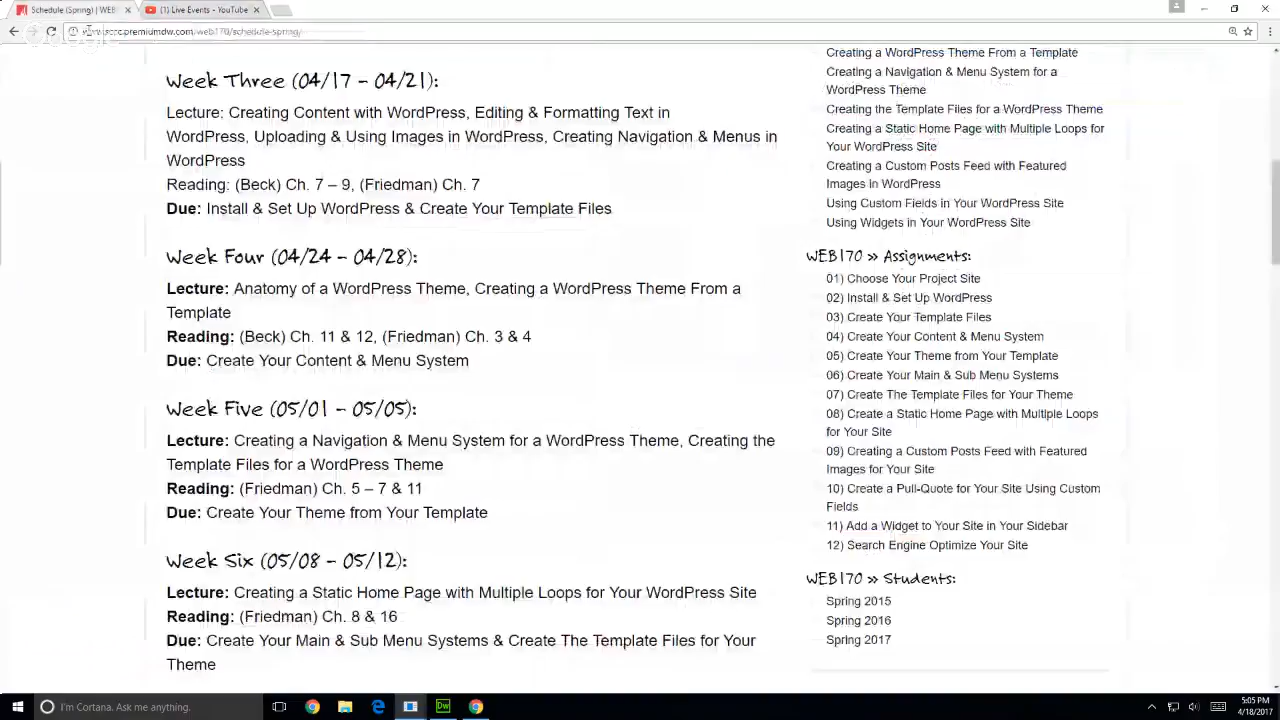 Schedule (Spring) | WEB
(1) Live Events - YouTube
premiumdw.com/web170/schedule-spring/
Week Three (04/17 – 04/21):
Lecture: Creating Content with WordPress, Editing & Formatting Text in
WordPress, Uploading & Using Images in WordPress, Creating Navigation & Menus in
WordPress
Reading: (Beck) Ch. 7 – 9, (Friedman) Ch. 7
Due: Install & Set Up WordPress & Create Your Template Files
Week Four (04/24 – 04/28):
Lecture: Anatomy of a WordPress Theme, Creating a WordPress Theme From a
Template
Reading: (Beck) Ch. 11 & 12, (Friedman) Ch. 3 & 4
Due: Create Your Content & Menu System
Week Five (05/01 – 05/05):
Lecture: Creating a Navigation & Menu System for a WordPress Theme, Creating the
Template Files for a WordPress Theme
Reading: (Friedman) Ch. 5 – 7 & 11
Due: Create Your Theme from Your Template
Week Six (05/08 – 05/12):
Lecture: Creating a Static Home Page with Multiple Loops for Your WordPress Site
Reading: (Friedman) Ch. 8 & 16
Due: Create Your Main & Sub Menu Systems & Create The Template Files for Your
Theme
Creating a WordPress Theme From a Template
Creating a Navigation & Menu System for a
WordPress Theme
Creating the Template Files for a WordPress Theme
Creating a Static Home Page with Multiple Loops for
Your WordPress Site
Creating a Custom Posts Feed with Featured
Images in WordPress
Using Custom Fields in Your WordPress Site
Using Widgets in Your WordPress Site
WEB170 » Assignments:
01) Choose Your Project Site
02) Install & Set Up WordPress
03) Create Your Template Files
04) Create Your Content & Menu System
05) Create Your Theme from Your Template
06) Create Your Main & Sub Menu Systems
07) Create The Template Files for Your Theme
08) Create a Static Home Page with Multiple Loops
for Your Site
09) Creating a Custom Posts Feed with Featured
Images for Your Site
10) Create a Pull-Quote for Your Site Using Custom
Fields
11) Add a Widget to Your Site in Your Sidebar
12) Search Engine Optimize Your Site
WEB170 » Students:
Spring 2015
Spring 2016
Spring 2017
I'm Cortana. Ask me anything.
Dw
5:05 PM
4/18/2017